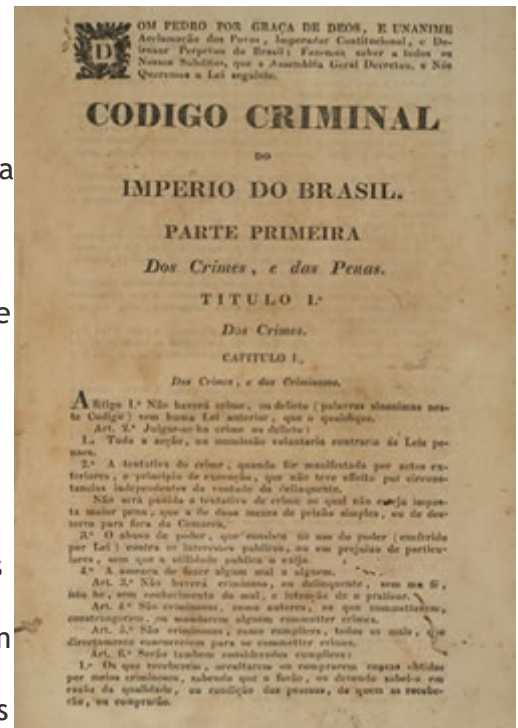 D
OM PEDRO POR GRAÇA DE DEOS, E UNANIME
Acclamação dos Povos, Imperador Constitucional, e De-
fensor Perpetuo do Brasil: Fazemos saber a todos os
Nossos Subditos, que a Assembléa Geral Decretou, e Nós
Queremos a Lei seguinte.
CODIGO CRIMINAL
DO
IMPERIO DO BRASIL.
PARTE PRIMEIRA
Dos Crimes, e das Penas.
TITULO I.º
Dos Crimes.
CAPITULO I.
Dos Crimes, e dos Criminosos.
a
e
s
m
s
Artigo 1.º Não haverá crime, ou delicto (palavras sinonimas nes-
te Codigo) sem huma Lei anterior, que o qualifique.
Art. 2.º Julgar-se-ha crime ou delicto:
1.º Toda a acção, ou ommissão voluntaria contraria ás Leis pe-
naes.
2.º A tentativa do crime, quando fôr manifestada por actos ex-
teriores, e principio de execução, que não teve effeito por circuns-
tancias independentes da vontade do delinquente.
Não será punida a tentativa de crime ao qual não esteja impos-
ta maior pena, que a de dous mezes de prisão simples, ou de des-
terro para fóra da Comarca.
3.º O abuso de poder, que consiste no uso do poder (conferido
por Lei) contra os interesses publicos, ou em prejuizo de particu-
lares, sem que a utilidade publica o exija.
4.º A ameaça de fazer algum mal a alguem.
Art. 3.º Não haverá criminoso, ou delinquente, sem má fé,
isto he, sem conhecimento do mal, e intenção de o praticar.
Art. 4.º São criminosos, como autores, os que commetterem,
constrangerem, ou mandarem alguem commetter crimes.
Art. 5.º São criminosos, como complices, todos os mais, que
directamente concorrerem para se commetter crimes.
Art. 6.º Serão tambem considerados complices:
1.º Os que receberem, occultarem ou comprarem cousas obtidas
por meios criminosos, sabendo que o forão, ou devendo sabel-o em
razão da qualidade, ou condição das pessoas, de quem as recebe-
rão, ou comprarão.